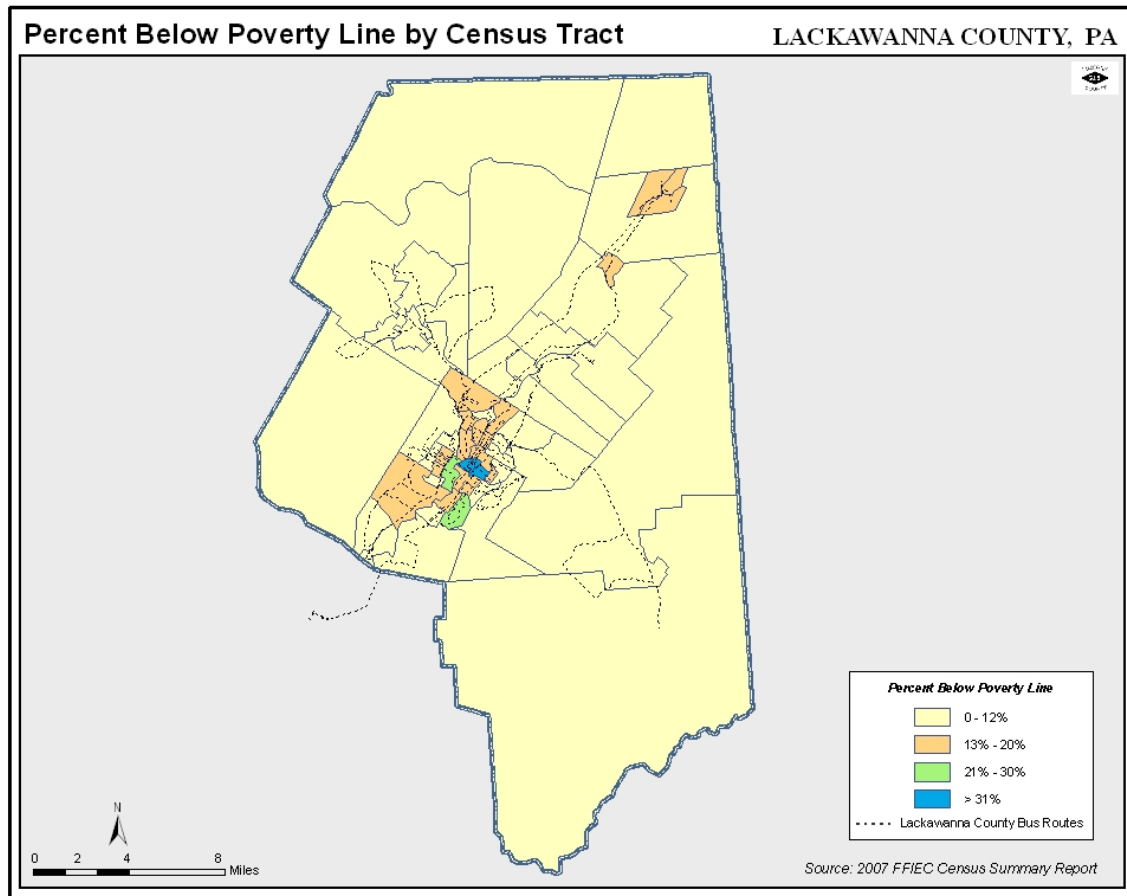 Percent Below Poverty Line by Census Tract
LACKAWANNA COUNTY, PA
Percent Below Poverty Line
0 - 12%
13% - 20%
21% - 30%
> 31%
Lackawanna County Bus Routes
N
0 2 4 8
Miles
Source: 2007 FFIEC Census Summary Report